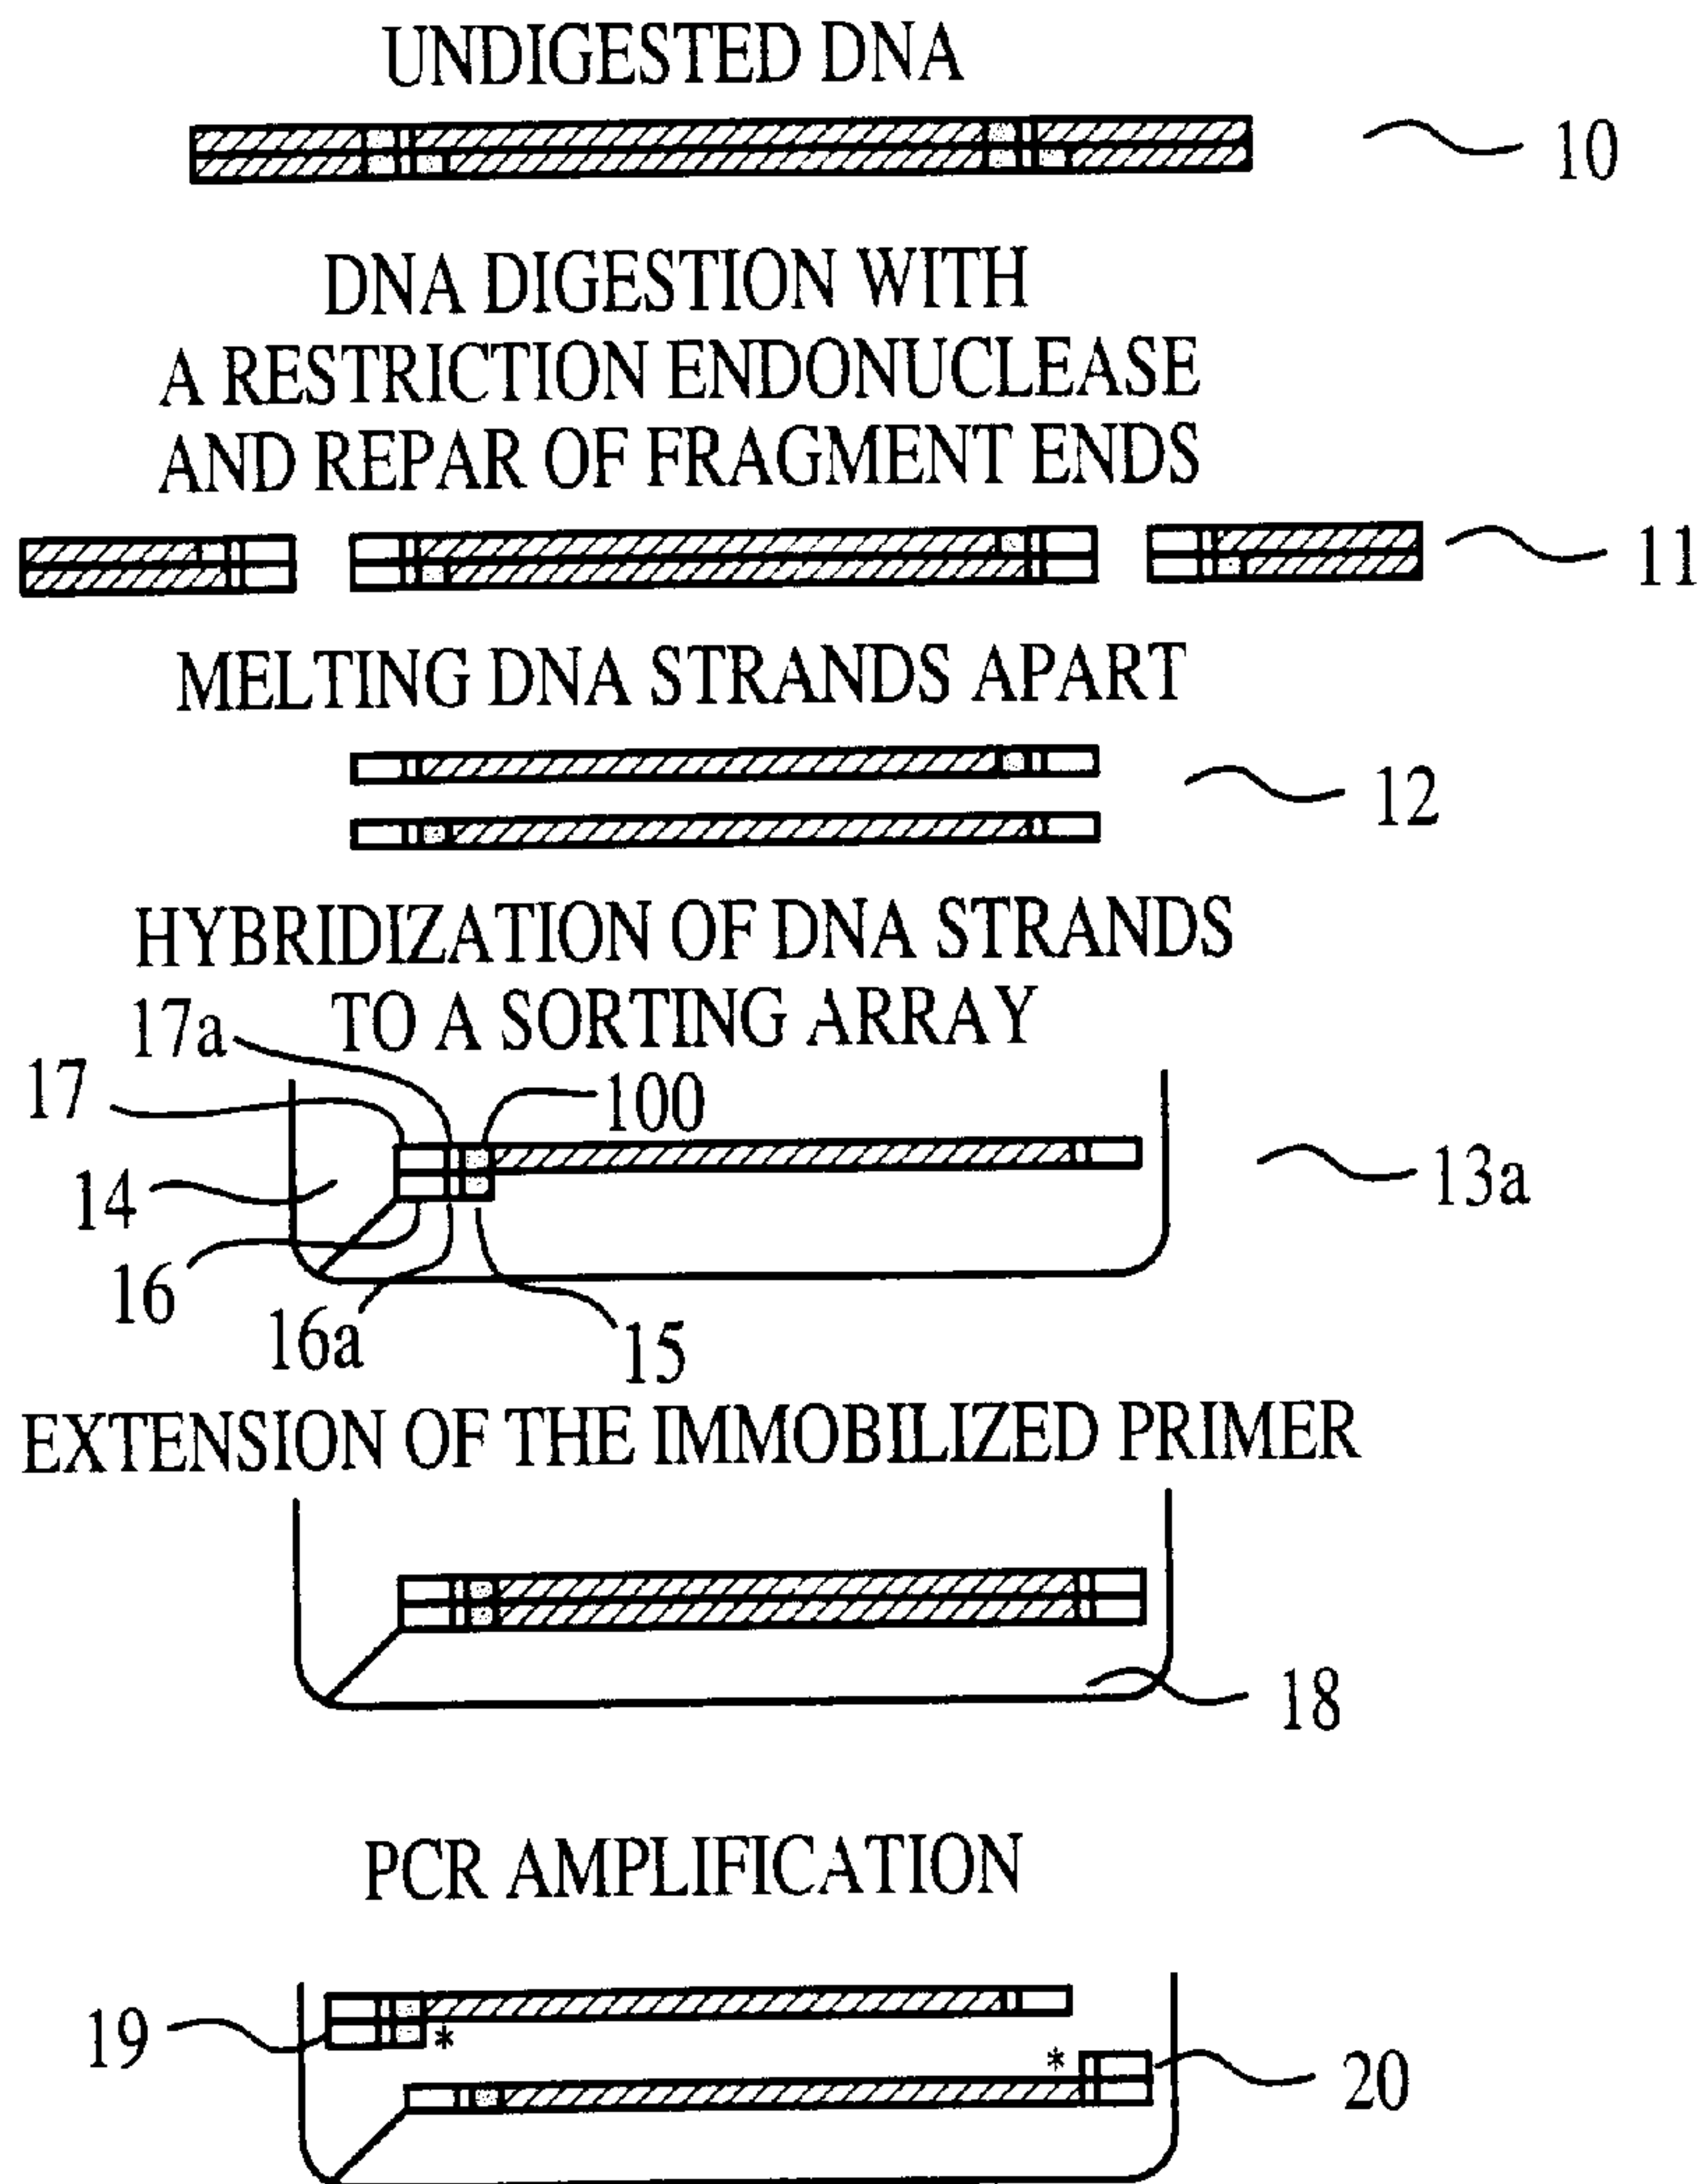 UNDIGESTED DNA
10
DNA DIGESTION WITH
A RESTRICTION ENDONUCLEASE
AND REPAR OF FRAGMENT ENDS
11
MELTING DNA STRANDS APART
12
HYBRIDIZATION OF DNA STRANDS
TO A SORTING ARRAY
17a
17
100
14
13a
16
16a
15
EXTENSION OF THE IMMOBILIZED PRIMER
18
PCR AMPLIFICATION
19
*
*
20